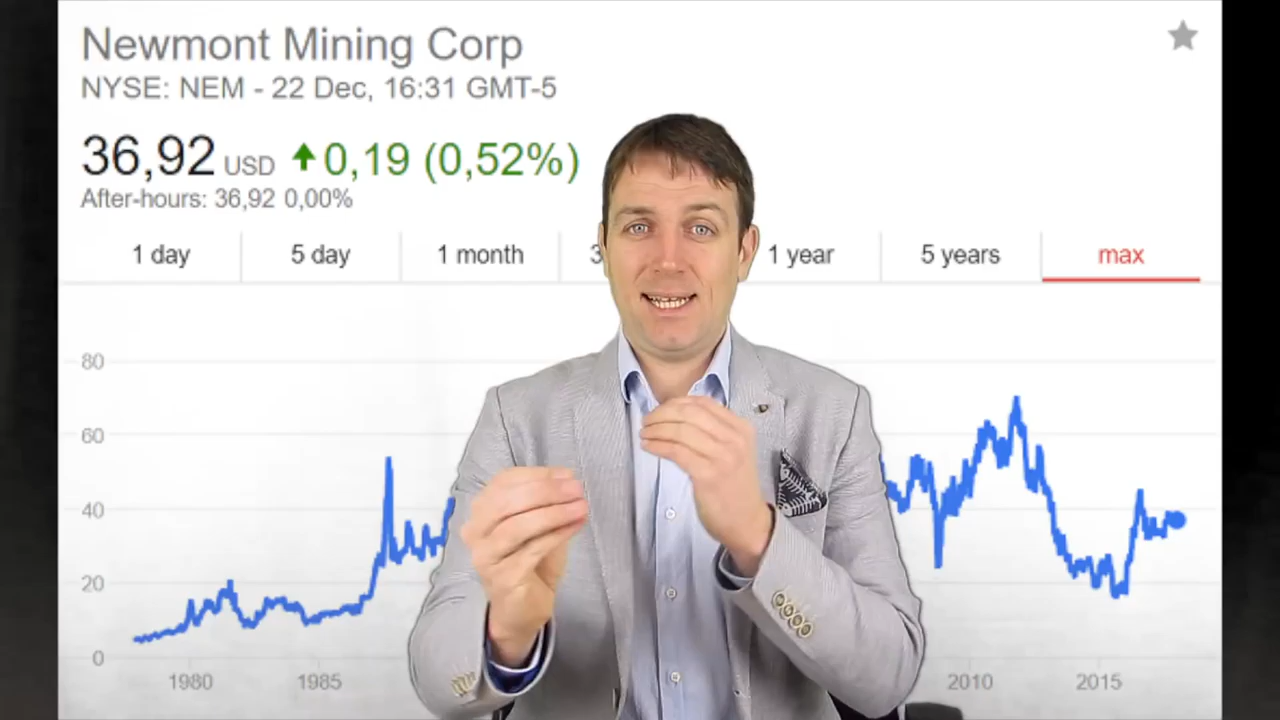 Newmont Mining Corp
NYSE: NEM - 22 Dec, 16:31 GMT-5
36,92 USD 0,19 (0,52%)
After-hours: 36,92 0,00%
1 day 5 day 1 month 3 1 year 5 years max
80
60
40
20
0
1980 1985 2010 2015